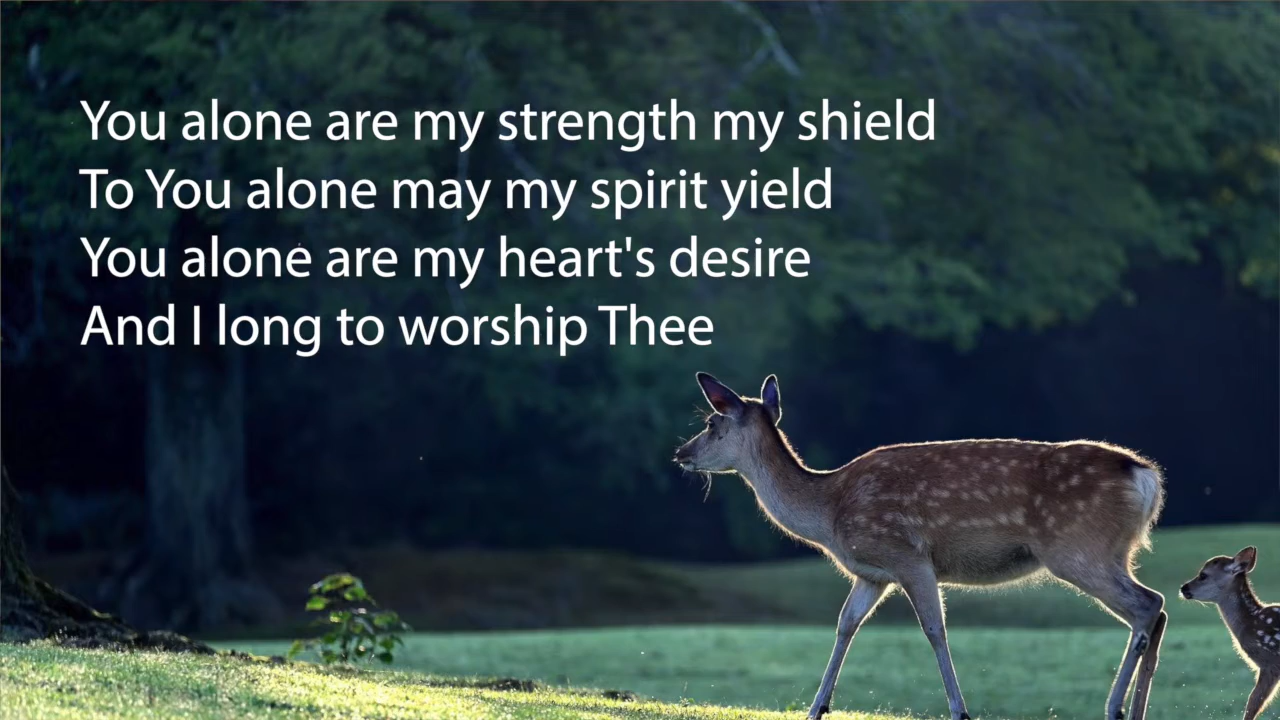 You alone are my strength my shield
To You alone may my spirit yield
You alone are my heart's desire
And I long to worship Thee